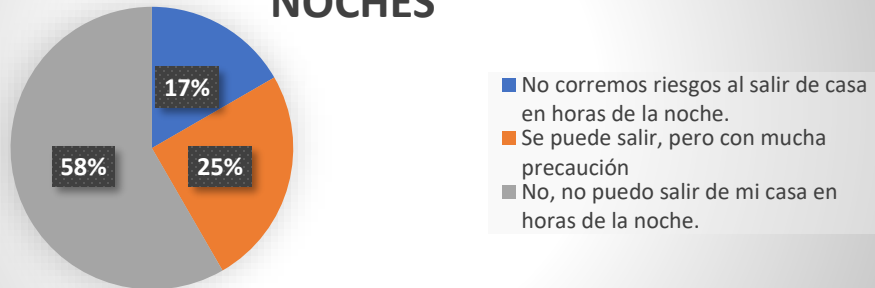 NOCHES
17%
25%
58%
No corremos riesgos al salir de casa
en horas de la noche.
Se puede salir, pero con mucha
precaución
No, no puedo salir de mi casa en
horas de la noche.